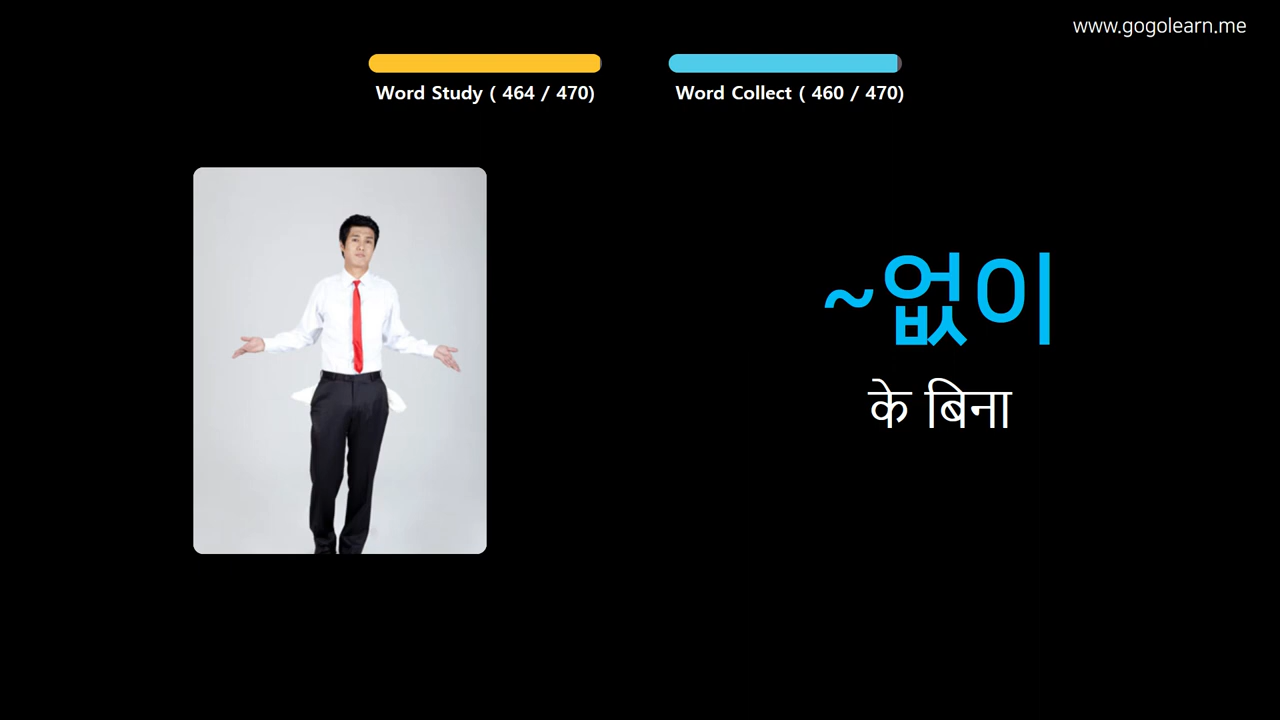 www.gogolearn.me
Word Study ( 464 / 470)
Word Collect ( 460 / 470)
~없이
के बिना